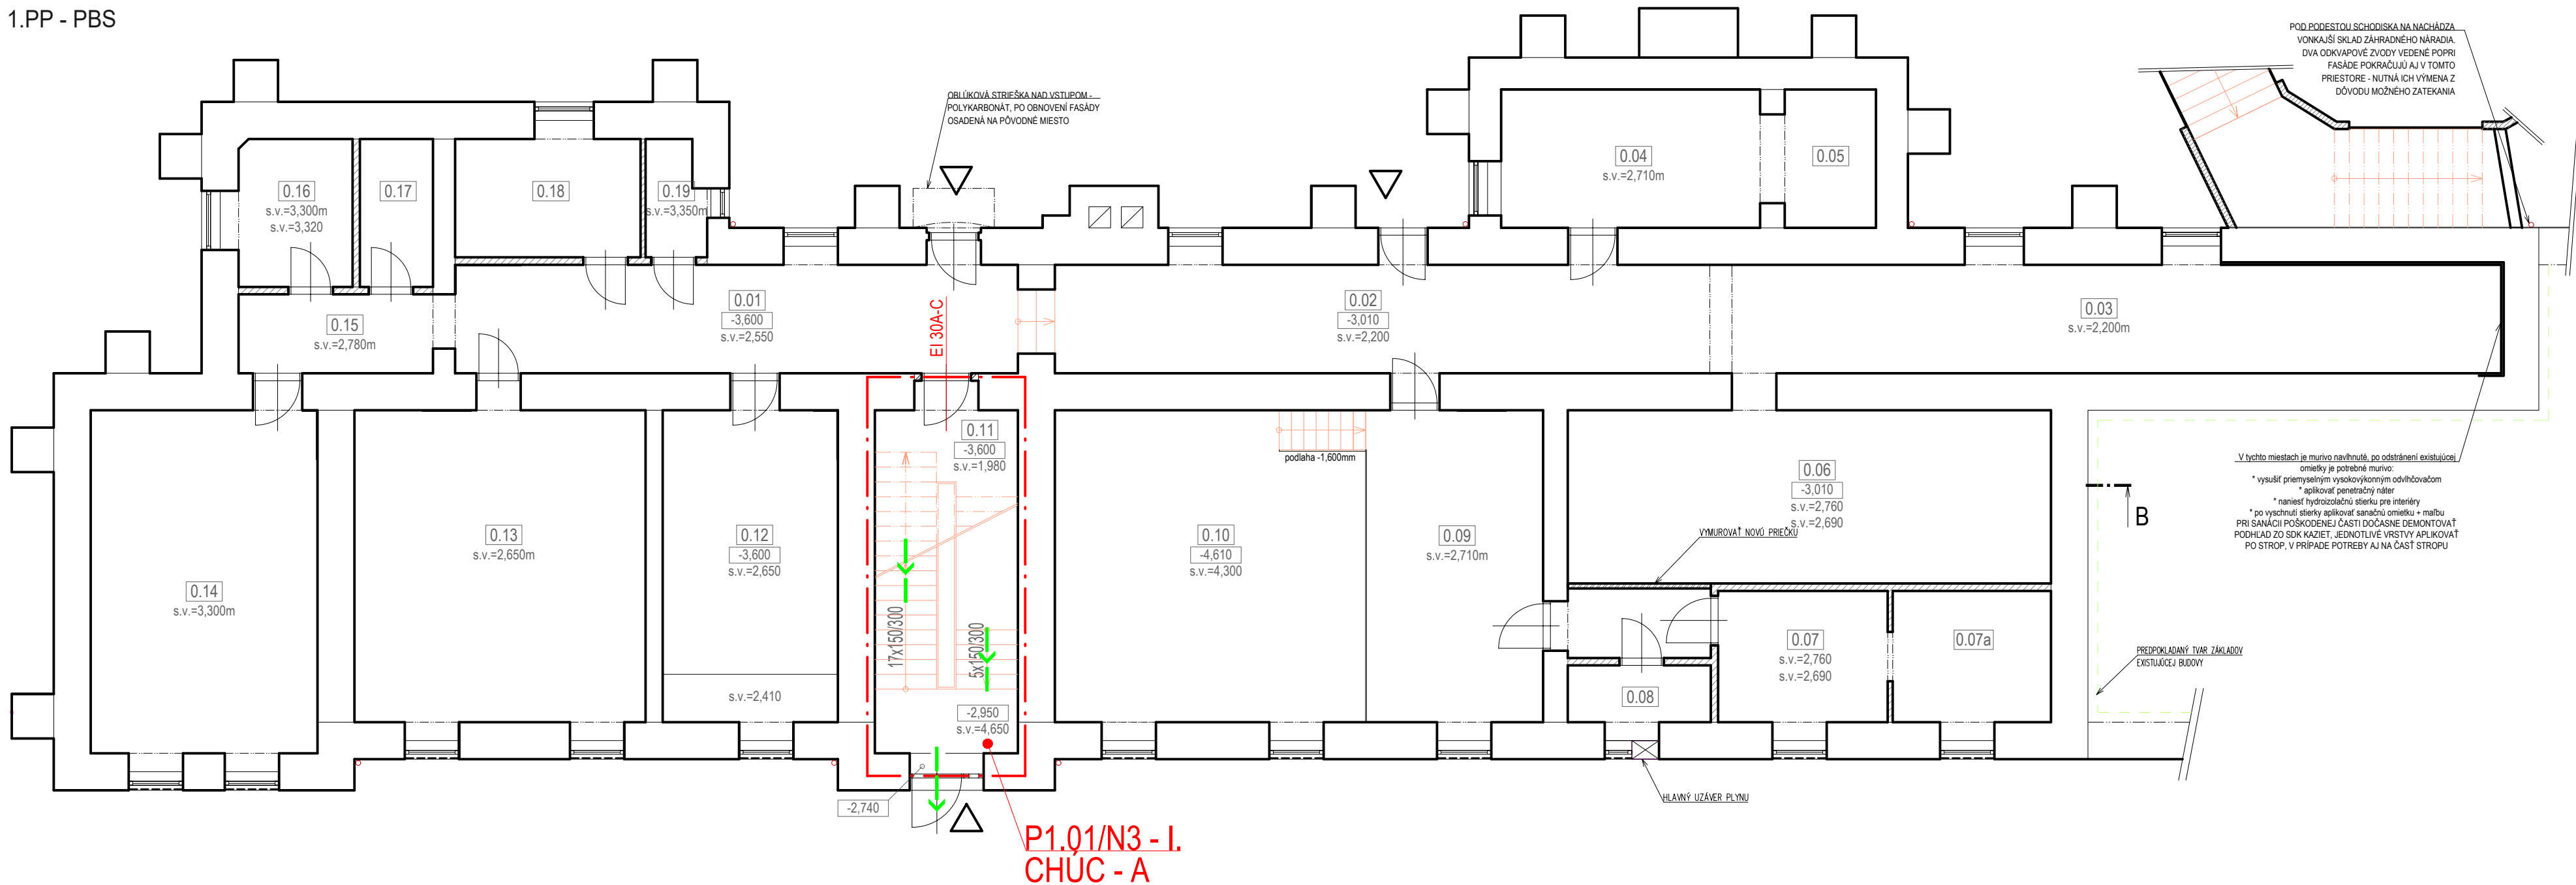 1.PP - PBS
POD PODESTOU SCHODISKA NA NACHÁDZA
VONKAJŠÍ SKLAD ZÁHRADNÉHO NÁRADIA.
DVA ODKVAPOVÉ ZVODY VEDENÉ POPRI
FASÁDE POKRAČUJÚ AJ V TOMTO
PRIESTORE - NUTNÁ ICH VÝMENA Z
DÔVODU MOŽNÉHO ZATEKANIA
OBLÚKOVÁ STRIEŠKA NAD VSTUPOM -
POLYKARBONÁT, PO OBNOVENÍ FASÁDY
OSADENÁ NA PÔVODNÉ MIESTO
0.16
s.v.=3,300m
s.v.=3,320
0.17
0.18
0.19
s.v.=3,350m
0.04
s.v.=2,710m
0.05
0.15
s.v.=2,780m
0.01
-3,600
s.v.=2,550
EI 30A-C
0.02
-3,010
s.v.=2,200
0.03
s.v.=2,200m
0.14
s.v.=3,300m
0.13
s.v.=2,650m
0.12
-3,600
s.v.=2,650
s.v.=2,410
0.11
-3,600
s.v.=1,980
17x150/300
5x150/300
-2,950
s.v.=4,650
-2,740
podlaha -1,600mm
0.10
-4,610
s.v.=4,300
0.09
s.v.=2,710m
0.06
-3,010
s.v.=2,760
s.v.=2,690
VYMUROVAŤ NOVÚ PRIEČKU
0.07
s.v.=2,760
s.v.=2,690
0.07a
0.08
HLAVNÝ UZÁVER PLYNU
B
V tychto miestach je murivo navlhnuté, po odstránení existujúcej
omietky je potrebné murivo:
* vysušiť priemyselným vysokovýkonným odvlhčovačom
* aplikovať penetračný náter
* naniesť hydroizolačnú stierku pre interiéry
* po vyschnutí stierky aplikovať sanačnú omietku + maľbu
PRI SANÁCII POŠKODENEJ ČASTI DOČASNE DEMONTOVAŤ
PODHĽAD ZO SDK KAZIET, JEDNOTLIVÉ VRSTVY APLIKOVAŤ
PO STROP, V PRÍPADE POTREBY AJ NA ČASŤ STROPU
PREDPOKLADANÝ TVAR ZÁKLADOV
EXISTUJÚCEJ BUDOVY
P1.01/N3 - I.
CHÚC - A